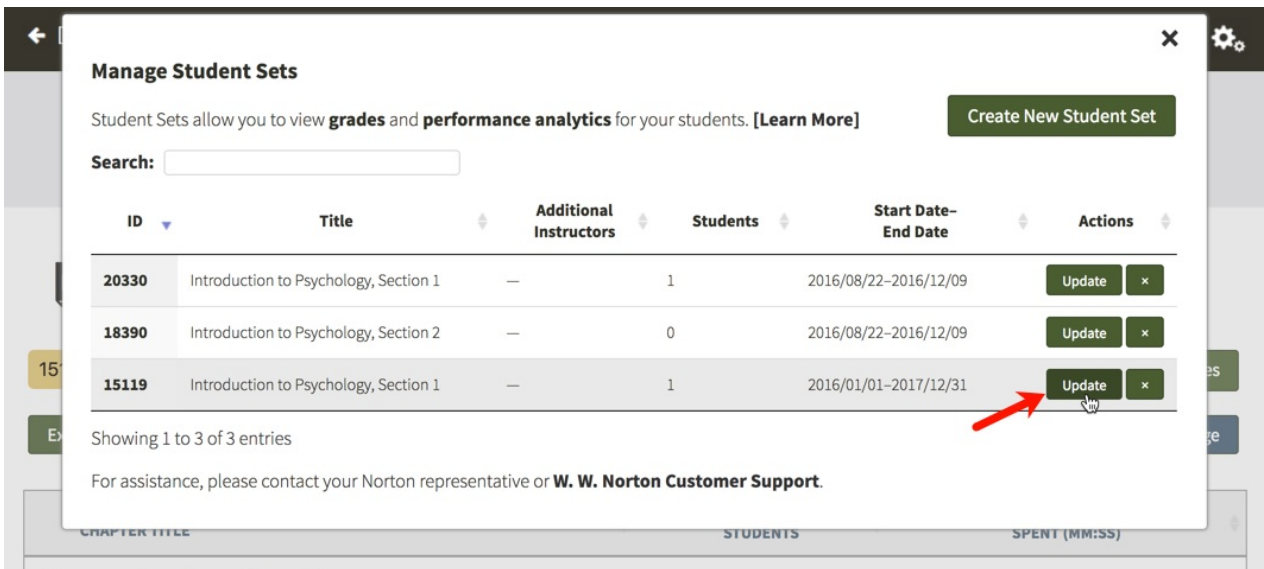 Manage Student Sets
Student Sets allow you to view grades and performance analytics for your students. [Learn More]
Create New Student Set
Search:
ID Title Additional Instructors Students Start Date– End Date Actions
20330 Introduction to Psychology, Section 1 — 1 2016/08/22–2016/12/09 Update ×
18390 Introduction to Psychology, Section 2 — 0 2016/08/22–2016/12/09 Update ×
15119 Introduction to Psychology, Section 1 — 1 2016/01/01–2017/12/31 Update ×
Showing 1 to 3 of 3 entries
For assistance, please contact your Norton representative or W. W. Norton Customer Support.
CHAPTER TITLE STUDENTS SPENT (MM:SS)